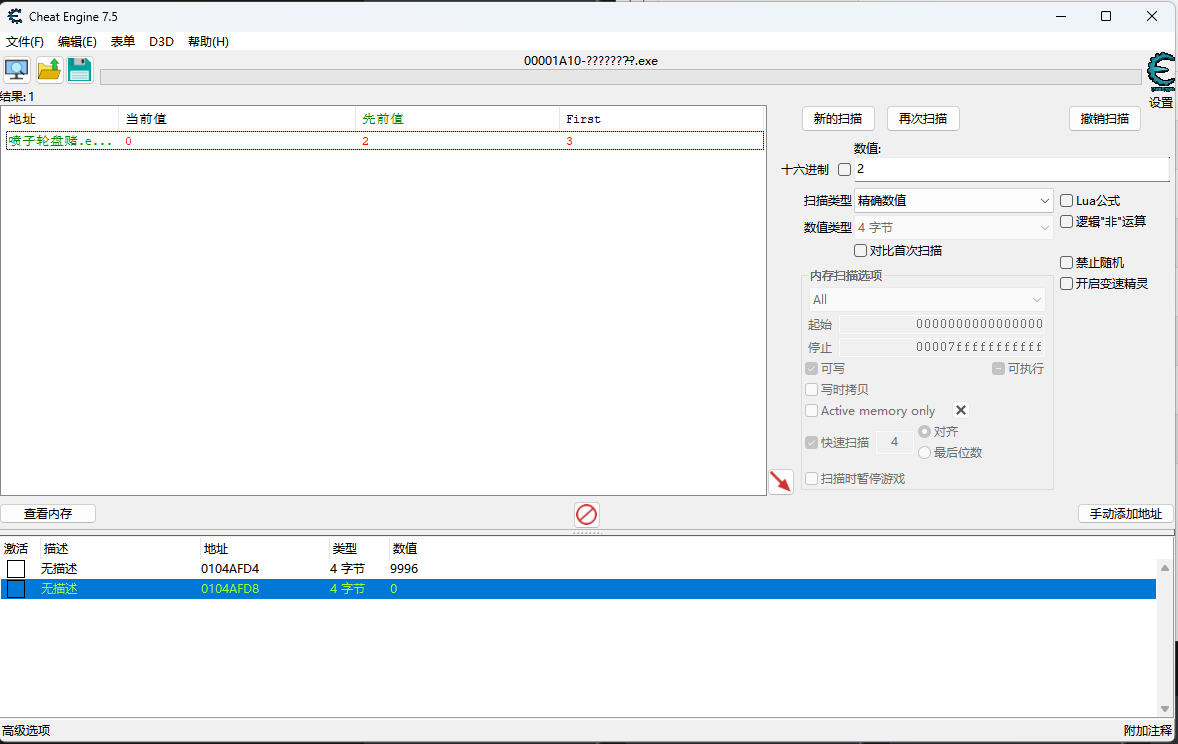 Cheat Engine 7.5
文件(F) 编辑(E) 表单 D3D 帮助(H)
00001A10-????????.exe
设置
结果: 1
地址 当前值 先前值 First
喷子轮盘赌.e... 0 2 3
新的扫描 再次扫描 撤销扫描
数值:
十六进制 2
扫描类型 精确数值 Lua公式
数值类型 4 字节 逻辑"非"运算
对比首次扫描
内存扫描选项 禁止随机
All 开启变速精灵
起始 0000000000000000
停止 00007fffffffffff
可写 可执行
写时拷贝
Active memory only
快速扫描 4 对齐
最后位数
扫描时暂停游戏
查看内存 手动添加地址
激活 描述 地址 类型 数值
无描述 0104AFD4 4 字节 9996
无描述 0104AFD8 4 字节 0
高级选项 附加注释